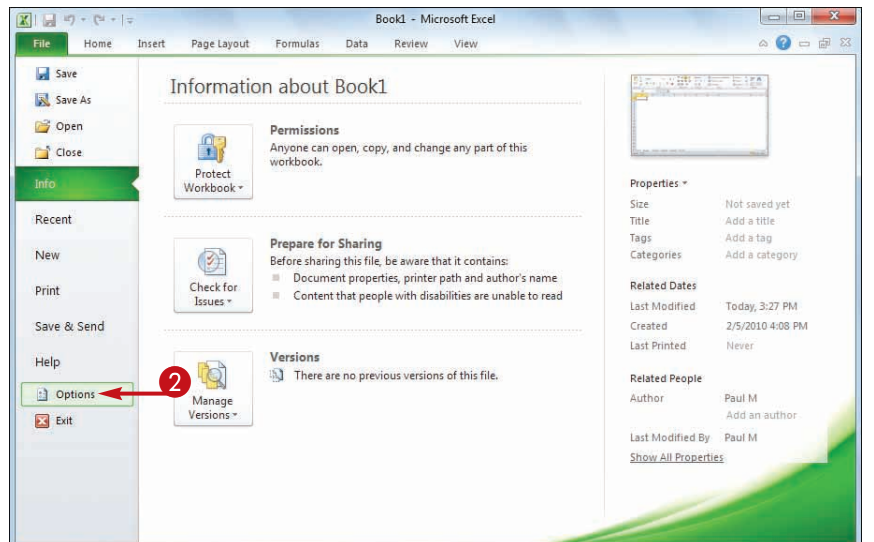 Book1 - Microsoft Excel
File Home Insert Page Layout Formulas Data Review View
Save
Save As
Open
Close
Info
Recent
New
Print
Save & Send
Help
Options
Exit
2
Information about Book1
Protect
Workbook
Permissions
Anyone can open, copy, and change any part of this
workbook.
Check for
Issues
Prepare for Sharing
Before sharing this file, be aware that it contains:
Document properties, printer path and author's name
Content that people with disabilities are unable to read
Manage
Versions
Versions
There are no previous versions of this file.
Properties
Size Not saved yet
Title Add a title
Tags Add a tag
Categories Add a category
Related Dates
Last Modified Today, 3:27 PM
Created 2/5/2010 4:08 PM
Last Printed Never
Related People
Author Paul M
Add an author
Last Modified By Paul M
Show All Properties